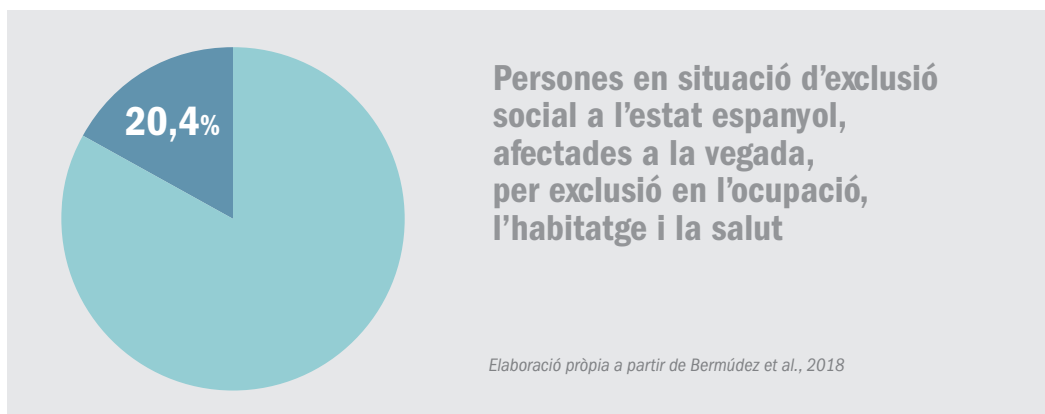 20,4%
Persones en situació d’exclusió
social a l’estat espanyol,
afectades a la vegada,
per exclusió en l’ocupació,
l’habitatge i la salut
Elaboració pròpia a partir de Bermúdez et al., 2018